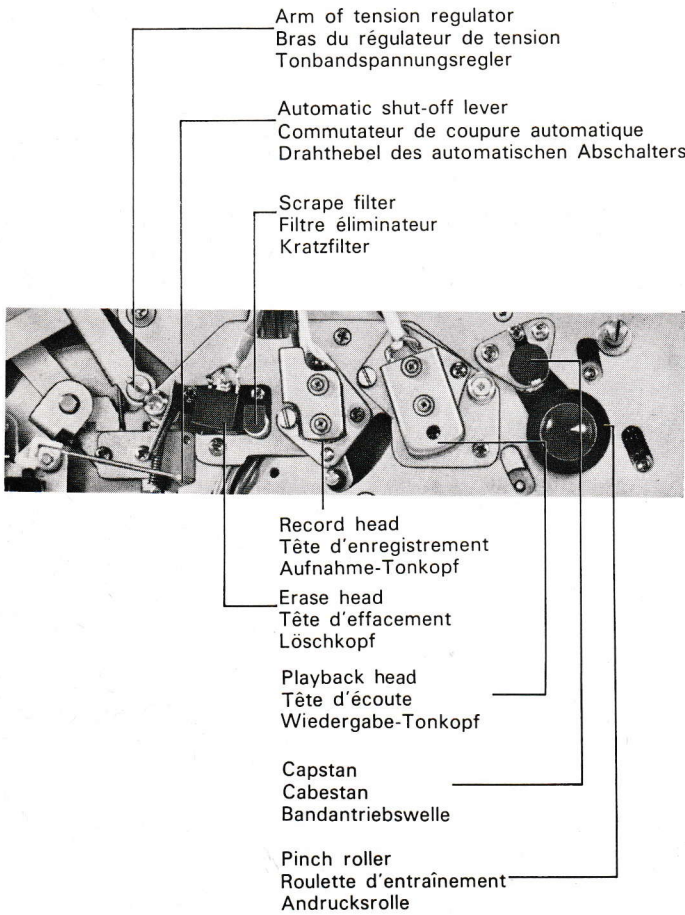 Arm of tension regulator
Bras du régulateur de tension
Tonbandspannungsregler
Automatic shut-off lever
Commutateur de coupure automatique
Drahthebel des automatischen Abschalters
Scrape filter
Filtre éliminateur
Kratzfilter
Record head
Tête d'enregistrement
Aufnahme-Tonkopf
Erase head
Tête d'effacement
Löschkopf
Playback head
Tête d'écoute
Wiedergabe-Tonkopf
Capstan
Cabestan
Bandantriebswelle
Pinch roller
Roulette d'entraînement
Andrucksrolle